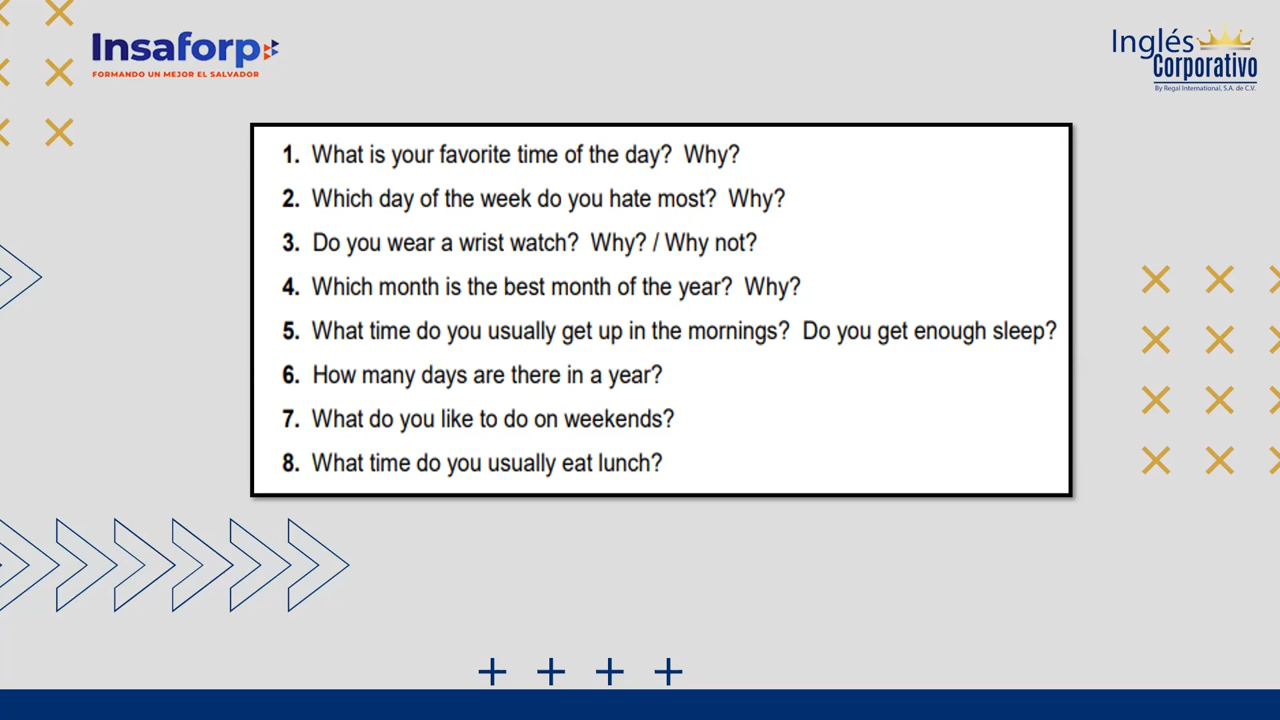 Insaforp
FORMANDO UN MEJOR EL SALVADOR
Inglés
Corporativo
By Regal International, S.A. de C.V.
1. What is your favorite time of the day? Why?
2. Which day of the week do you hate most? Why?
3. Do you wear a wrist watch? Why? / Why not?
4. Which month is the best month of the year? Why?
5. What time do you usually get up in the mornings? Do you get enough sleep?
6. How many days are there in a year?
7. What do you like to do on weekends?
8. What time do you usually eat lunch?